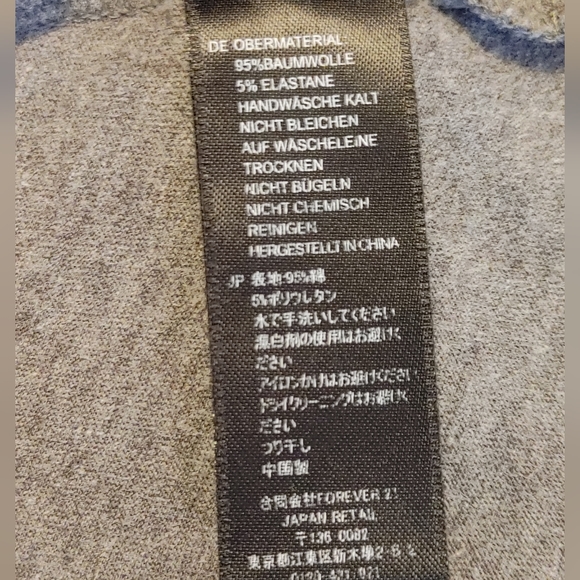 DE OBERMATERIAL
95%BAUMWOLLE
5% ELASTANE
HANDWÄSCHE KALT
NICHT BLEICHEN
AUF WÄSCHELEINE
TROCKNEN
NICHT BÜGELN
NICHT CHEMISCH
REINIGEN
HERGESTELLT IN CHINA
JP 表地:95%綿
5%ポリウレタン
水で手洗いしてください
漂白剤の使用はお避けく
ださい
アイロンがけはお避けください
ドライクリーニングはお避けく
ださい
つり干し
中国製
合同会社FOREVER 21
JAPAN RETAIL
〒136-0082
東京都江東区新木場2-6-2